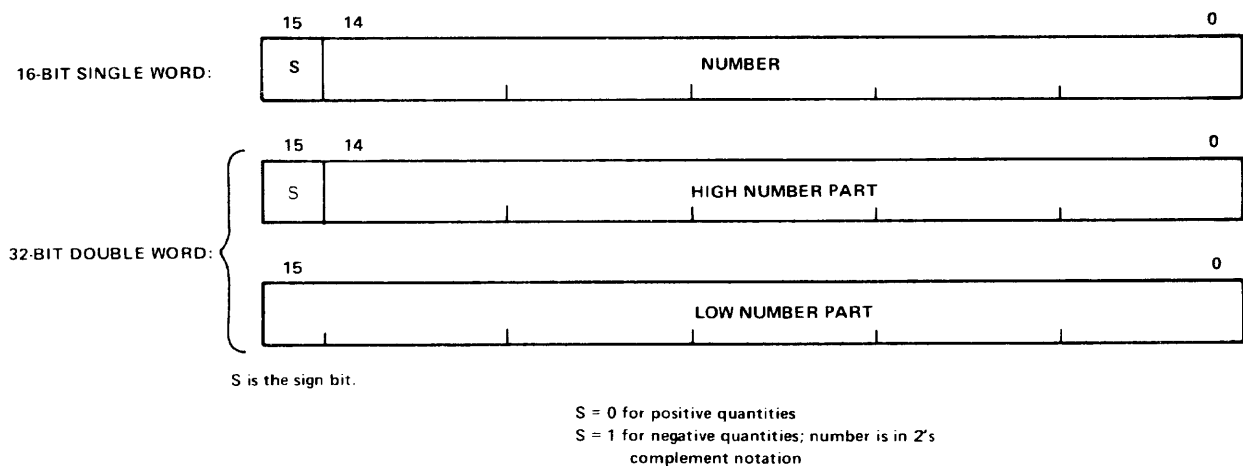 15 14 0
16-BIT SINGLE WORD: S NUMBER
15 14 0
S HIGH NUMBER PART
32-BIT DOUBLE WORD:
15 0
LOW NUMBER PART
S is the sign bit.
S = 0 for positive quantities
S = 1 for negative quantities; number is in 2's
complement notation